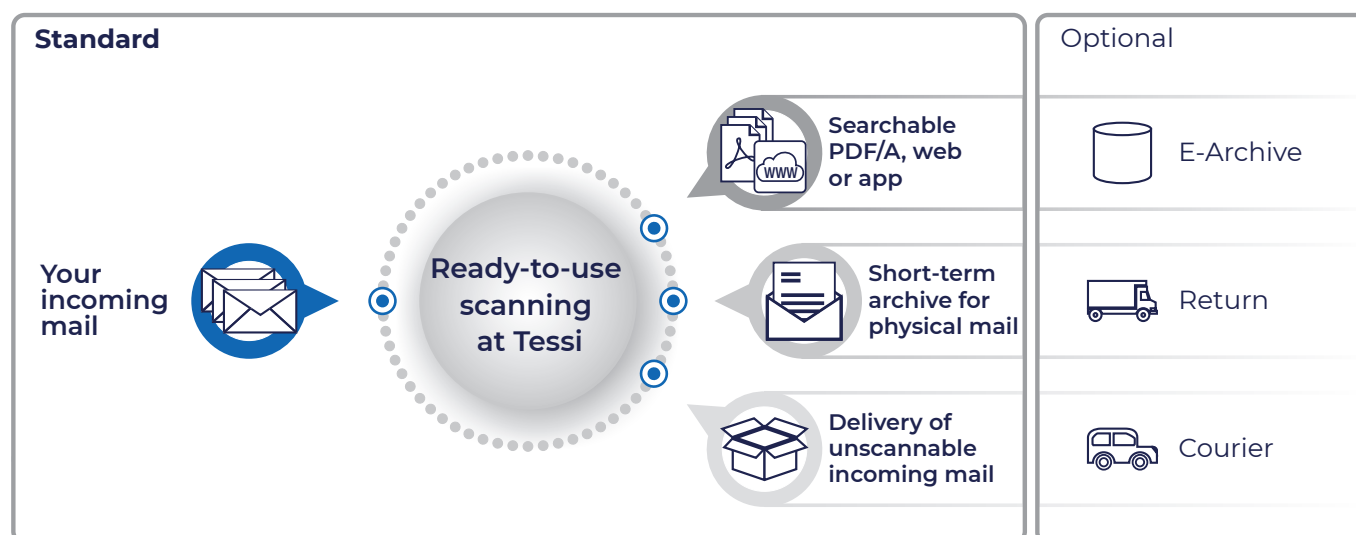 Standard
Optional
Your
incoming
mail
Ready-to-use
scanning
at Tessi
Searchable
PDF/A, web
or app
WWW
E-Archive
Short-term
archive for
physical mail
Return
Delivery of
unscannable
incoming mail
Courier